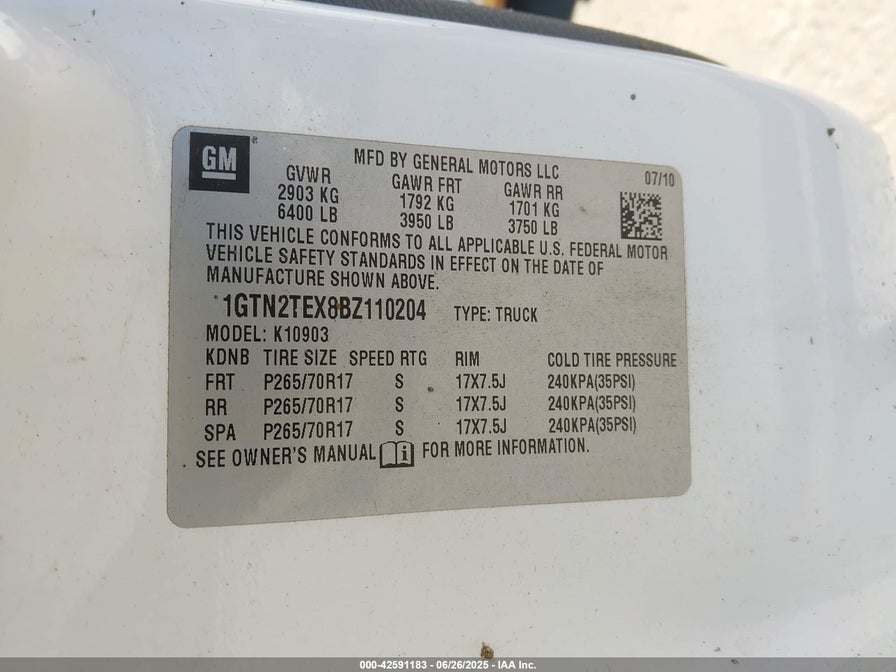 GM
MFD BY GENERAL MOTORS LLC
07/10
GVWR GAWR FRT GAWR RR
2903 KG 1792 KG 1701 KG
6400 LB 3950 LB 3750 LB
THIS VEHICLE CONFORMS TO ALL APPLICABLE U.S. FEDERAL MOTOR
VEHICLE SAFETY STANDARDS IN EFFECT ON THE DATE OF
MANUFACTURE SHOWN ABOVE.
1GTN2TEX8BZ110204 TYPE: TRUCK
MODEL: K10903
KDNB TIRE SIZE SPEED RTG RIM COLD TIRE PRESSURE
FRT P265/70R17 S 17X7.5J 240KPA(35PSI)
RR P265/70R17 S 17X7.5J 240KPA(35PSI)
SPA P265/70R17 S 17X7.5J 240KPA(35PSI)
SEE OWNER'S MANUAL i FOR MORE INFORMATION.
000-42591183 - 06/26/2025 - IAA Inc.